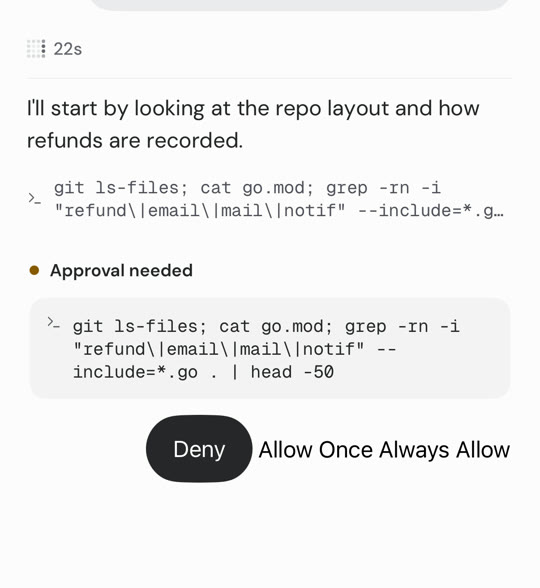 22s
I'll start by looking at the repo layout and how
refunds are recorded.
>_ git ls-files; cat go.mod; grep -rn -i
"refund\|email\|mail\|notif" --include=*.g…
Approval needed
>_ git ls-files; cat go.mod; grep -rn -i
"refund\|email\|mail\|notif" --
include=*.go . | head -50
Deny Allow Once Always Allow